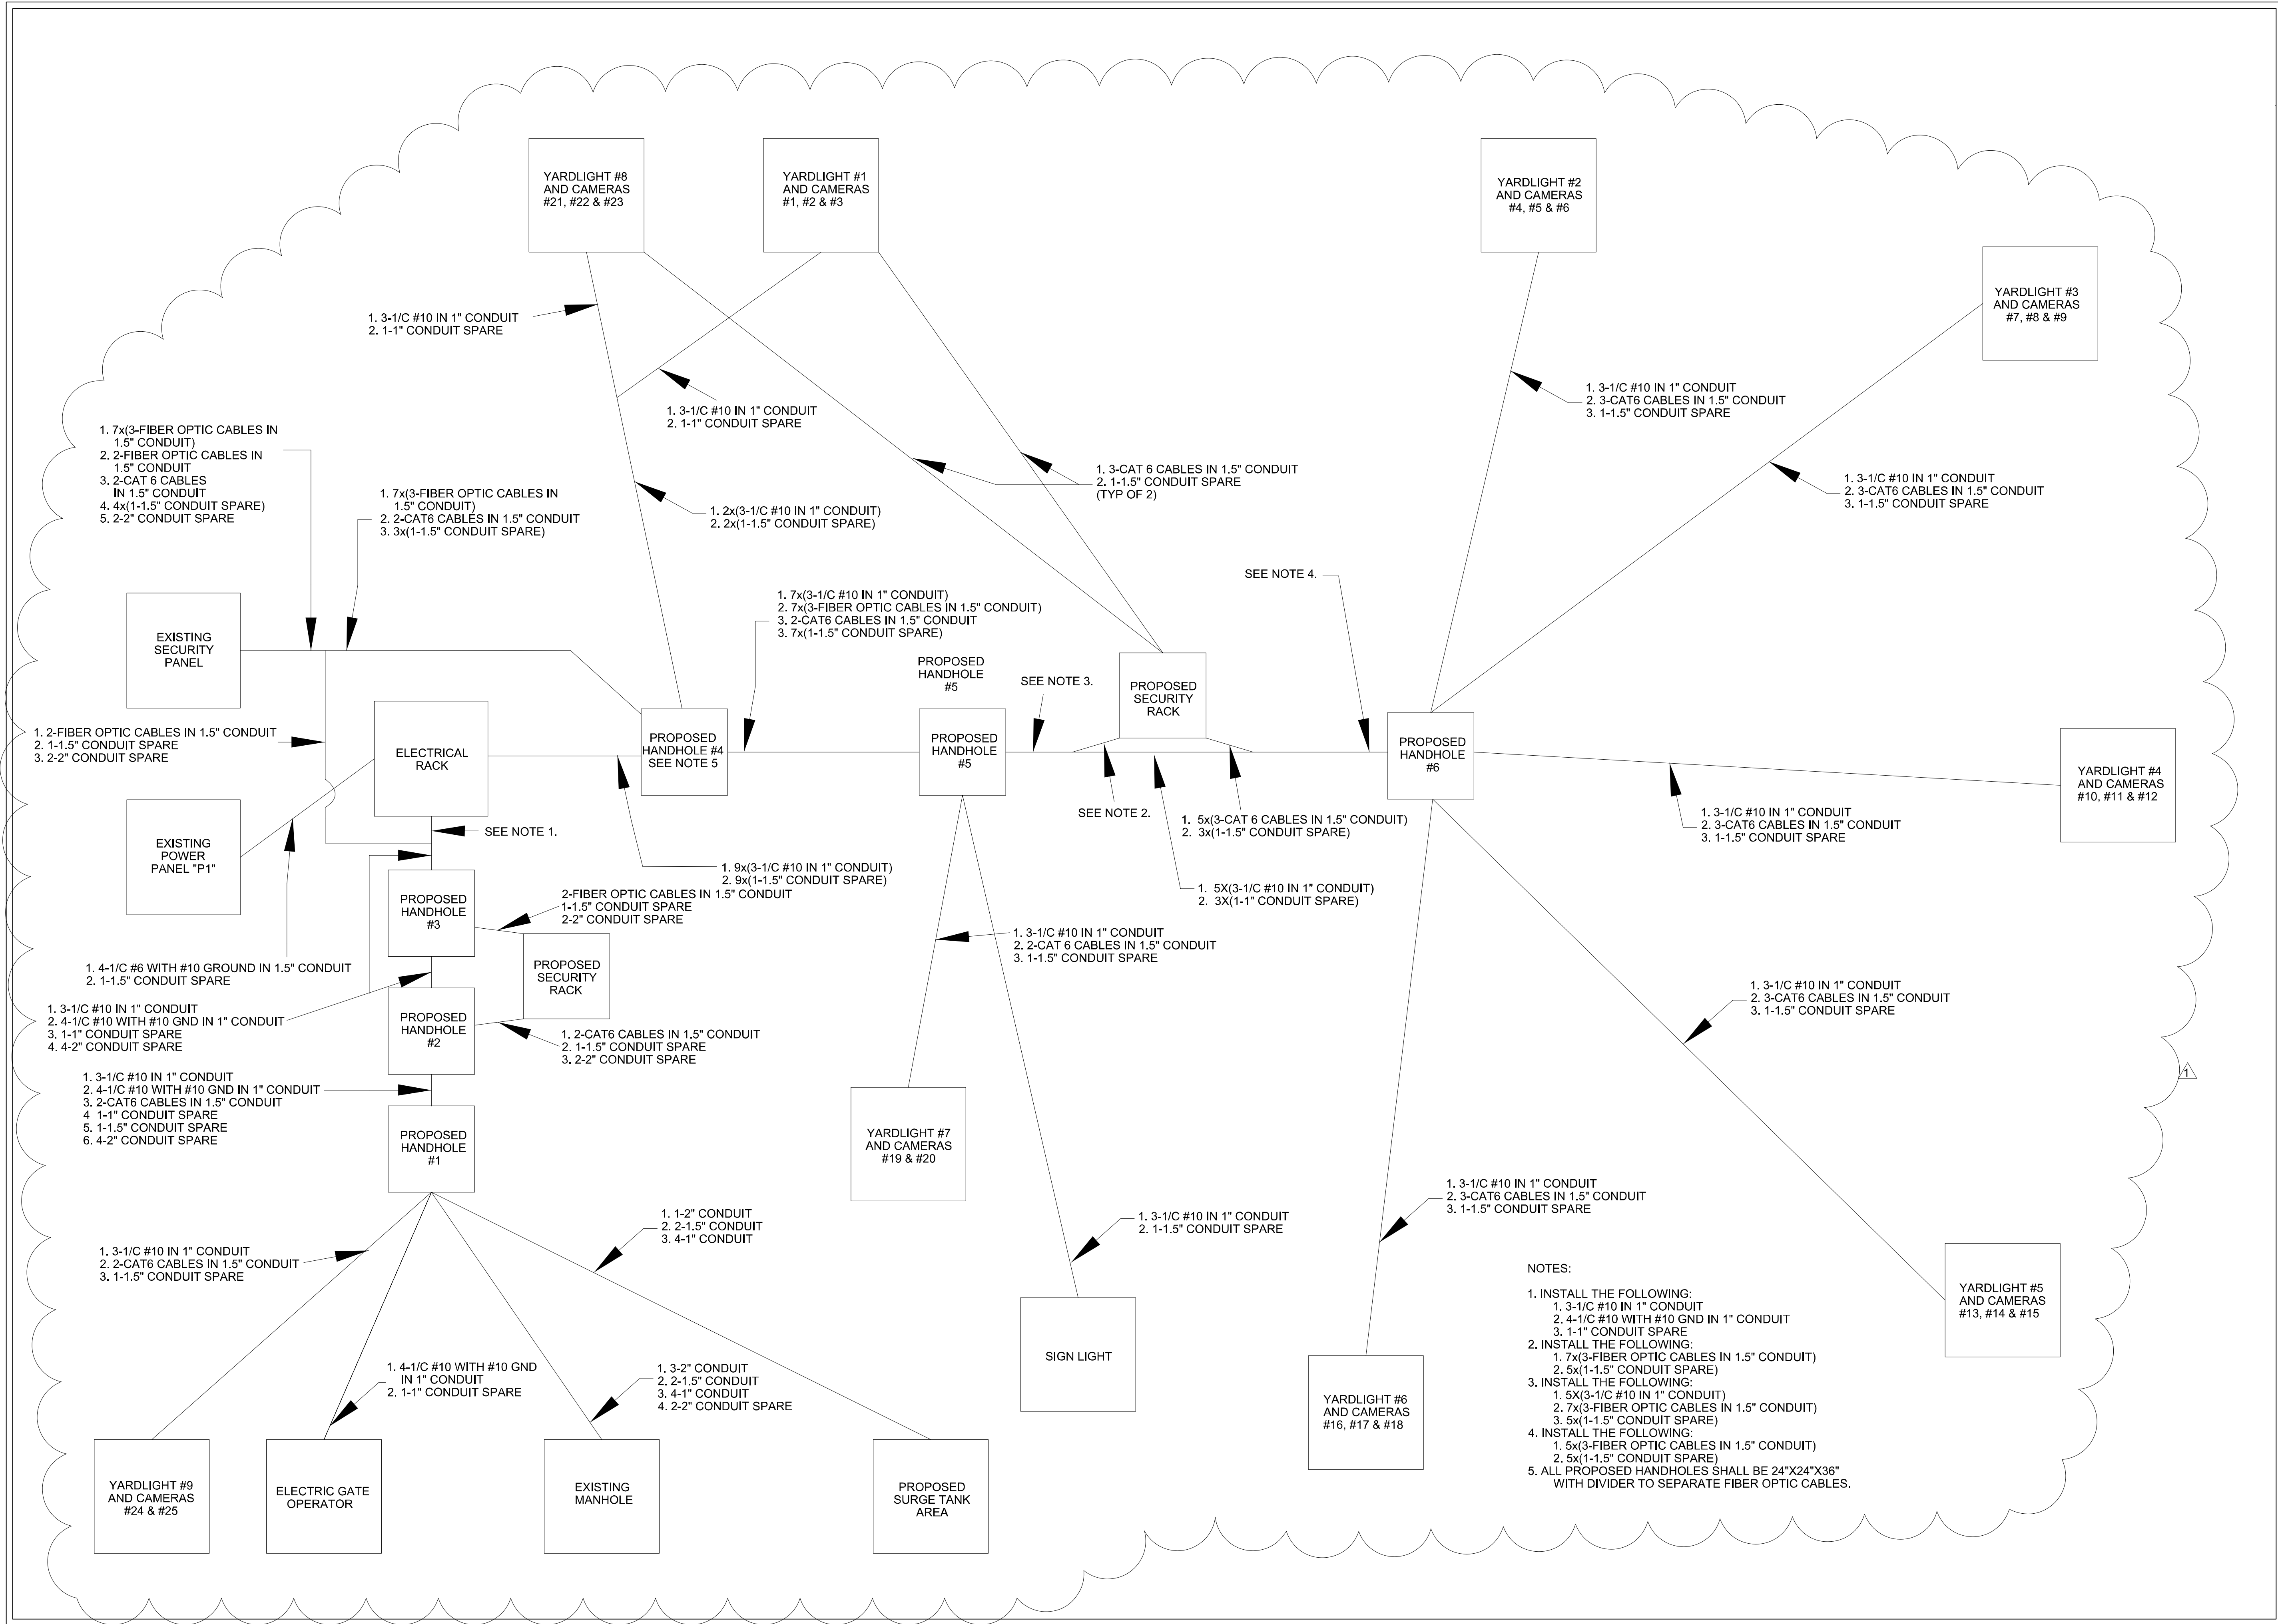 YARDLIGHT #8
AND CAMERAS
#21, #22 & #23
YARDLIGHT #1
AND CAMERAS
#1, #2 & #3
YARDLIGHT #2
AND CAMERAS
#4, #5 & #6
YARDLIGHT #3
AND CAMERAS
#7, #8 & #9
1. 3-1/C #10 IN 1" CONDUIT
2. 1-1" CONDUIT SPARE
1. 3-1/C #10 IN 1" CONDUIT
2. 1-1" CONDUIT SPARE
1. 3-1/C #10 IN 1" CONDUIT
2. 3-CAT6 CABLES IN 1.5" CONDUIT
3. 1-1.5" CONDUIT SPARE
1. 7x(3-FIBER OPTIC CABLES IN
1.5" CONDUIT)
2. 2-FIBER OPTIC CABLES IN
1.5" CONDUIT
3. 2-CAT 6 CABLES
IN 1.5" CONDUIT
4. 4x(1-1.5" CONDUIT SPARE)
5. 2-2" CONDUIT SPARE
1. 7x(3-FIBER OPTIC CABLES IN
1.5" CONDUIT)
2. 2-CAT6 CABLES IN 1.5" CONDUIT
3. 3x(1-1.5" CONDUIT SPARE)
1. 2x(3-1/C #10 IN 1" CONDUIT)
2. 2x(1-1.5" CONDUIT SPARE)
1. 3-CAT 6 CABLES IN 1.5" CONDUIT
2. 1-1.5" CONDUIT SPARE
(TYP OF 2)
1. 3-1/C #10 IN 1" CONDUIT
2. 3-CAT6 CABLES IN 1.5" CONDUIT
3. 1-1.5" CONDUIT SPARE
SEE NOTE 4.
1. 7x(3-1/C #10 IN 1" CONDUIT)
2. 7x(3-FIBER OPTIC CABLES IN 1.5" CONDUIT)
3. 2-CAT6 CABLES IN 1.5" CONDUIT
3. 7x(1-1.5" CONDUIT SPARE)
EXISTING
SECURITY
PANEL
PROPOSED
HANDHOLE
#5
SEE NOTE 3.
PROPOSED
SECURITY
RACK
1. 2-FIBER OPTIC CABLES IN 1.5" CONDUIT
2. 1-1.5" CONDUIT SPARE
3. 2-2" CONDUIT SPARE
ELECTRICAL
RACK
PROPOSED
HANDHOLE #4
SEE NOTE 5
PROPOSED
HANDHOLE
#5
PROPOSED
HANDHOLE
#6
YARDLIGHT #4
AND CAMERAS
#10, #11 & #12
SEE NOTE 2.
1. 5x(3-CAT 6 CABLES IN 1.5" CONDUIT)
2. 3x(1-1.5" CONDUIT SPARE)
1. 3-1/C #10 IN 1" CONDUIT
2. 3-CAT6 CABLES IN 1.5" CONDUIT
3. 1-1.5" CONDUIT SPARE
EXISTING
POWER
PANEL "P1"
SEE NOTE 1.
1. 9x(3-1/C #10 IN 1" CONDUIT)
2. 9x(1-1.5" CONDUIT SPARE)
1. 5X(3-1/C #10 IN 1" CONDUIT)
2. 3X(1-1" CONDUIT SPARE)
PROPOSED
HANDHOLE
#3
2-FIBER OPTIC CABLES IN 1.5" CONDUIT
1-1.5" CONDUIT SPARE
2-2" CONDUIT SPARE
1. 3-1/C #10 IN 1" CONDUIT
2. 2-CAT 6 CABLES IN 1.5" CONDUIT
3. 1-1.5" CONDUIT SPARE
1. 4-1/C #6 WITH #10 GROUND IN 1.5" CONDUIT
2. 1-1.5" CONDUIT SPARE
PROPOSED
SECURITY
RACK
1. 3-1/C #10 IN 1" CONDUIT
2. 4-1/C #10 WITH #10 GND IN 1" CONDUIT
3. 1-1" CONDUIT SPARE
4. 4-2" CONDUIT SPARE
PROPOSED
HANDHOLE
#2
1. 2-CAT6 CABLES IN 1.5" CONDUIT
2. 1-1.5" CONDUIT SPARE
3. 2-2" CONDUIT SPARE
1. 3-1/C #10 IN 1" CONDUIT
2. 3-CAT6 CABLES IN 1.5" CONDUIT
3. 1-1.5" CONDUIT SPARE
1
1. 3-1/C #10 IN 1" CONDUIT
2. 4-1/C #10 WITH #10 GND IN 1" CONDUIT
3. 2-CAT6 CABLES IN 1.5" CONDUIT
4 1-1" CONDUIT SPARE
5. 1-1.5" CONDUIT SPARE
6. 4-2" CONDUIT SPARE
PROPOSED
HANDHOLE
#1
YARDLIGHT #7
AND CAMERAS
#19 & #20
1. 3-1/C #10 IN 1" CONDUIT
2. 3-CAT6 CABLES IN 1.5" CONDUIT
3. 1-1.5" CONDUIT SPARE
1. 1-2" CONDUIT
2. 2-1.5" CONDUIT
3. 4-1" CONDUIT
1. 3-1/C #10 IN 1" CONDUIT
2. 1-1.5" CONDUIT SPARE
1. 3-1/C #10 IN 1" CONDUIT
2. 2-CAT6 CABLES IN 1.5" CONDUIT
3. 1-1.5" CONDUIT SPARE
YARDLIGHT #5
AND CAMERAS
#13, #14 & #15
SIGN LIGHT
1. 4-1/C #10 WITH #10 GND
IN 1" CONDUIT
2. 1-1" CONDUIT SPARE
1. 3-2" CONDUIT
2. 2-1.5" CONDUIT
3. 4-1" CONDUIT
4. 2-2" CONDUIT SPARE
YARDLIGHT #6
AND CAMERAS
#16, #17 & #18
YARDLIGHT #9
AND CAMERAS
#24 & #25
ELECTRIC GATE
OPERATOR
EXISTING
MANHOLE
PROPOSED
SURGE TANK
AREA
NOTES:
1. INSTALL THE FOLLOWING:
1. 3-1/C #10 IN 1" CONDUIT
2. 4-1/C #10 WITH #10 GND IN 1" CONDUIT
3. 1-1" CONDUIT SPARE
2. INSTALL THE FOLLOWING:
1. 7x(3-FIBER OPTIC CABLES IN 1.5" CONDUIT)
2. 5x(1-1.5" CONDUIT SPARE)
3. INSTALL THE FOLLOWING:
1. 5X(3-1/C #10 IN 1" CONDUIT)
2. 7x(3-FIBER OPTIC CABLES IN 1.5" CONDUIT)
3. 5x(1-1.5" CONDUIT SPARE)
4. INSTALL THE FOLLOWING:
1. 5x(3-FIBER OPTIC CABLES IN 1.5" CONDUIT)
2. 5x(1-1.5" CONDUIT SPARE)
5. ALL PROPOSED HANDHOLES SHALL BE 24"X24"X36"
WITH DIVIDER TO SEPARATE FIBER OPTIC CABLES.